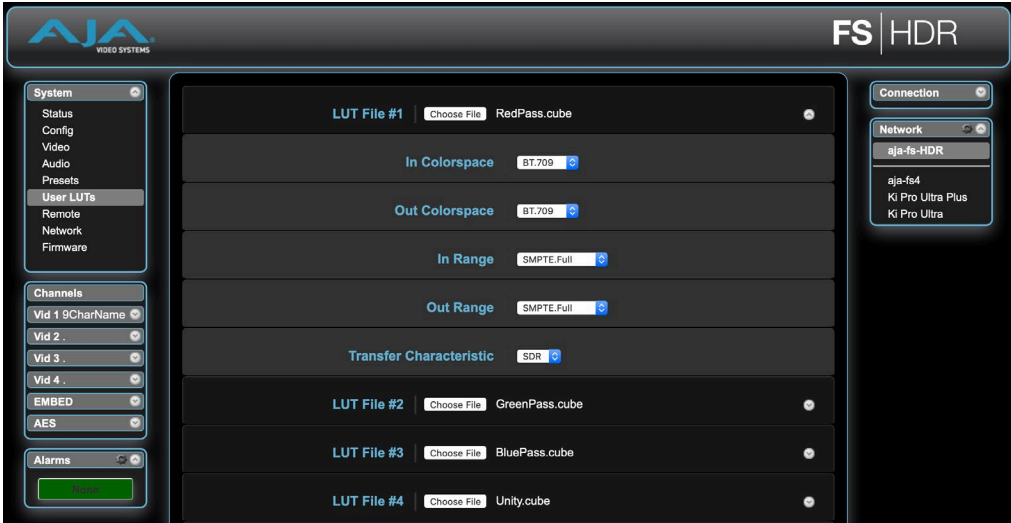 AJA
VIDEO SYSTEMS
FS|HDR
System
Status
Config
Video
Audio
Presets
User LUTs
Remote
Network
Firmware
Channels
Vid 1 9CharName
Vid 2 .
Vid 3 .
Vid 4 .
EMBED
AES
Alarms
None
LUT File #1 Choose File RedPass.cube
In Colorspace BT.709
Out Colorspace BT.709
In Range SMPTE.Full
Out Range SMPTE.Full
Transfer Characteristic SDR
LUT File #2 Choose File GreenPass.cube
LUT File #3 Choose File BluePass.cube
LUT File #4 Choose File Unity.cube
Connection
Network
aja-fs-HDR
aja-fs4
Ki Pro Ultra Plus
Ki Pro Ultra